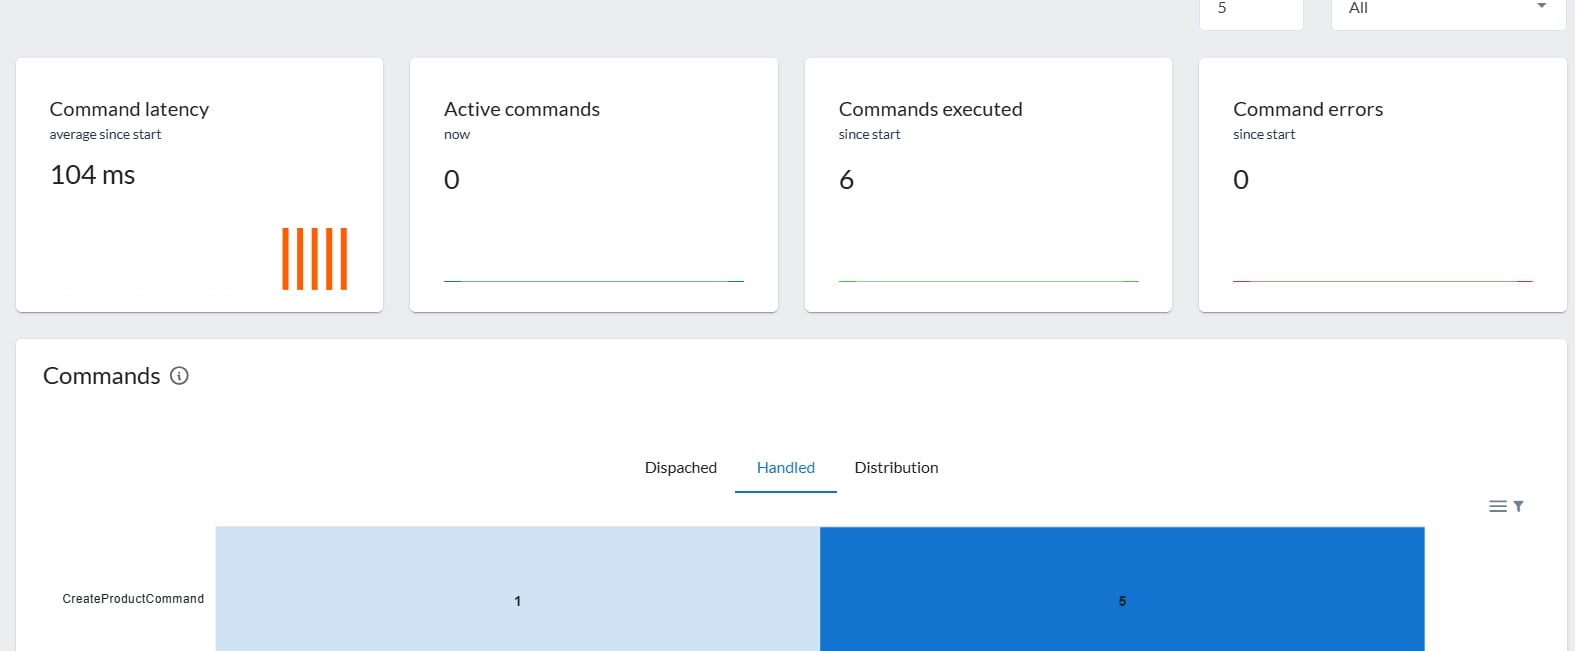 5
All
Command latency
average since start
104 ms
Active commands
now
0
Commands executed
since start
6
Command errors
since start
0
Commands
Dispached
Handled
Distribution
CreateProductCommand
1
5